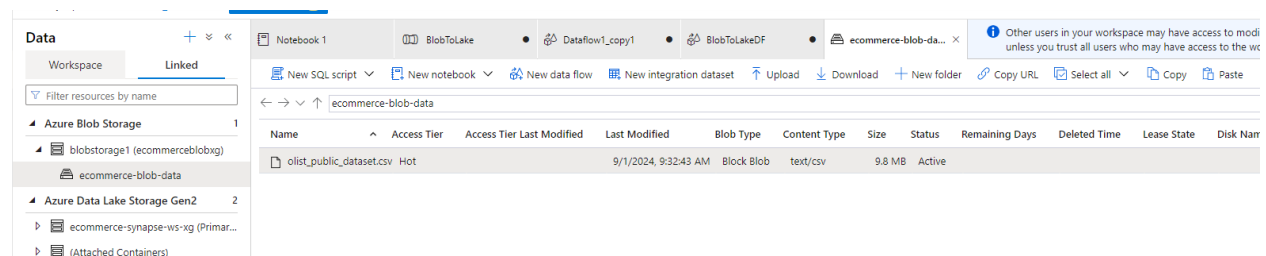 Data
Workspace Linked
Filter resources by name
Azure Blob Storage 1
blobstorage1 (ecommerceblobxg)
ecommerce-blob-data
Azure Data Lake Storage Gen2 2
ecommerce-synapse-ws-xg (Primar...
(Attached Containers)
Notebook 1 BlobToLake Dataflow1_copy1 BlobToLakeDF ecommerce-blob-da...
Other users in your workspace may have access to modi
unless you trust all users who may have access to the wo
New SQL script New notebook New data flow New integration dataset Upload Download New folder Copy URL Select all Copy Paste
ecommerce-blob-data
Name Access Tier Access Tier Last Modified Last Modified Blob Type Content Type Size Status Remaining Days Deleted Time Lease State Disk Nam
olist_public_dataset.csv Hot 9/1/2024, 9:32:43 AM Block Blob text/csv 9.8 MB Active